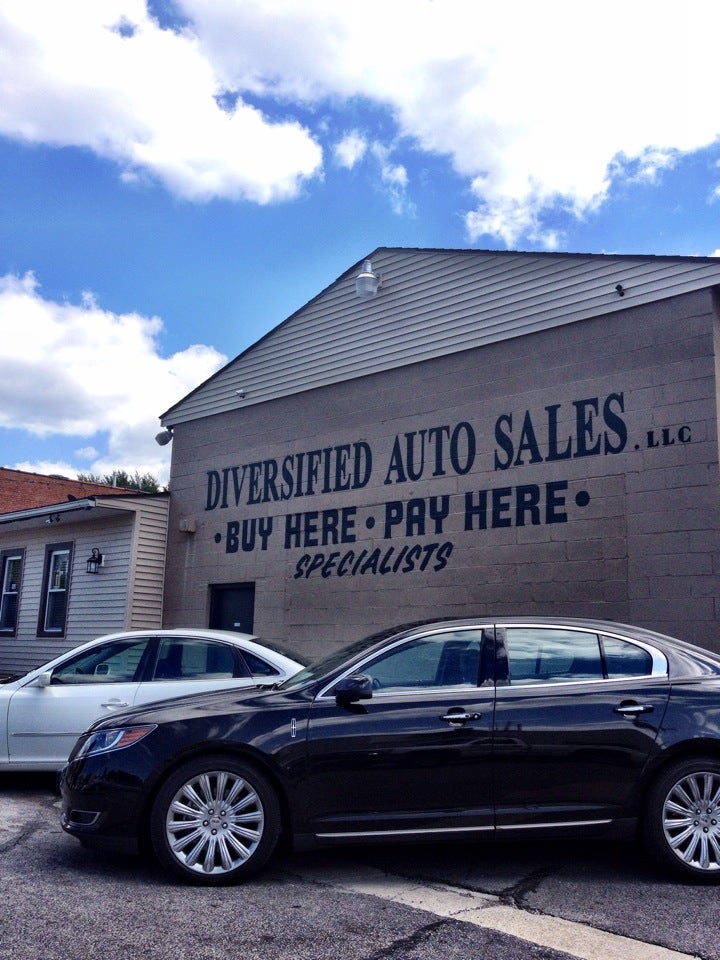 DIVERSIFIED AUTO SALES. LLC
•BUY HERE•PAY HERE•
SPECIALISTS